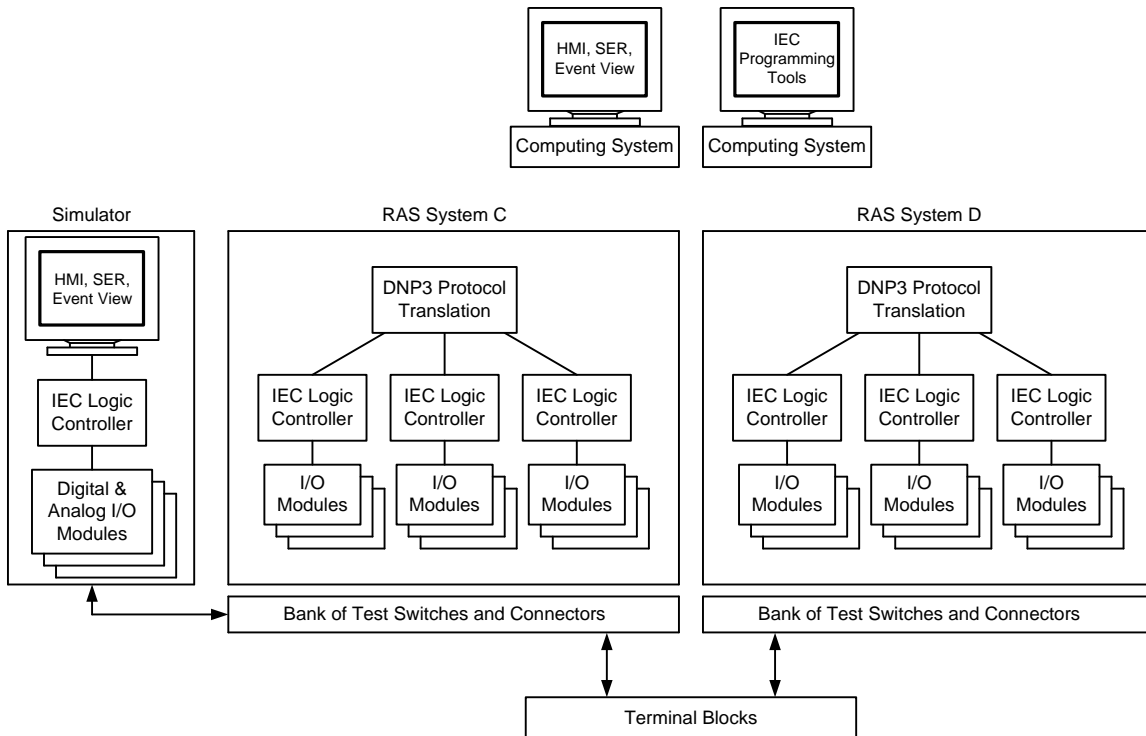 HMI, SER,
Event View
IEC
Programming
Tools
Computing System
Computing System
Simulator
RAS System C
RAS System D
HMI, SER,
Event View
IEC Logic
Controller
Digital &
Analog I/O
Modules
DNP3 Protocol
Translation
IEC Logic
Controller
IEC Logic
Controller
IEC Logic
Controller
I/O
Modules
I/O
Modules
I/O
Modules
DNP3 Protocol
Translation
IEC Logic
Controller
IEC Logic
Controller
IEC Logic
Controller
I/O
Modules
I/O
Modules
I/O
Modules
Bank of Test Switches and Connectors
Bank of Test Switches and Connectors
Terminal Blocks